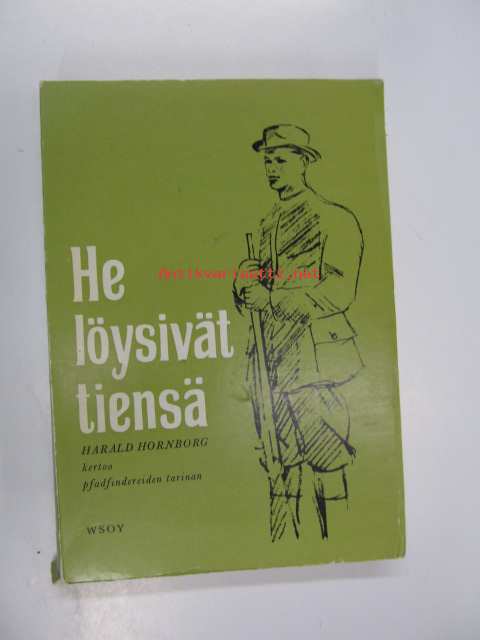 He
löysivät
tiensä
Antikvariaatti.net
HARALD HORNBORG
kertoo
pfadfindereiden tarinan
WSOY